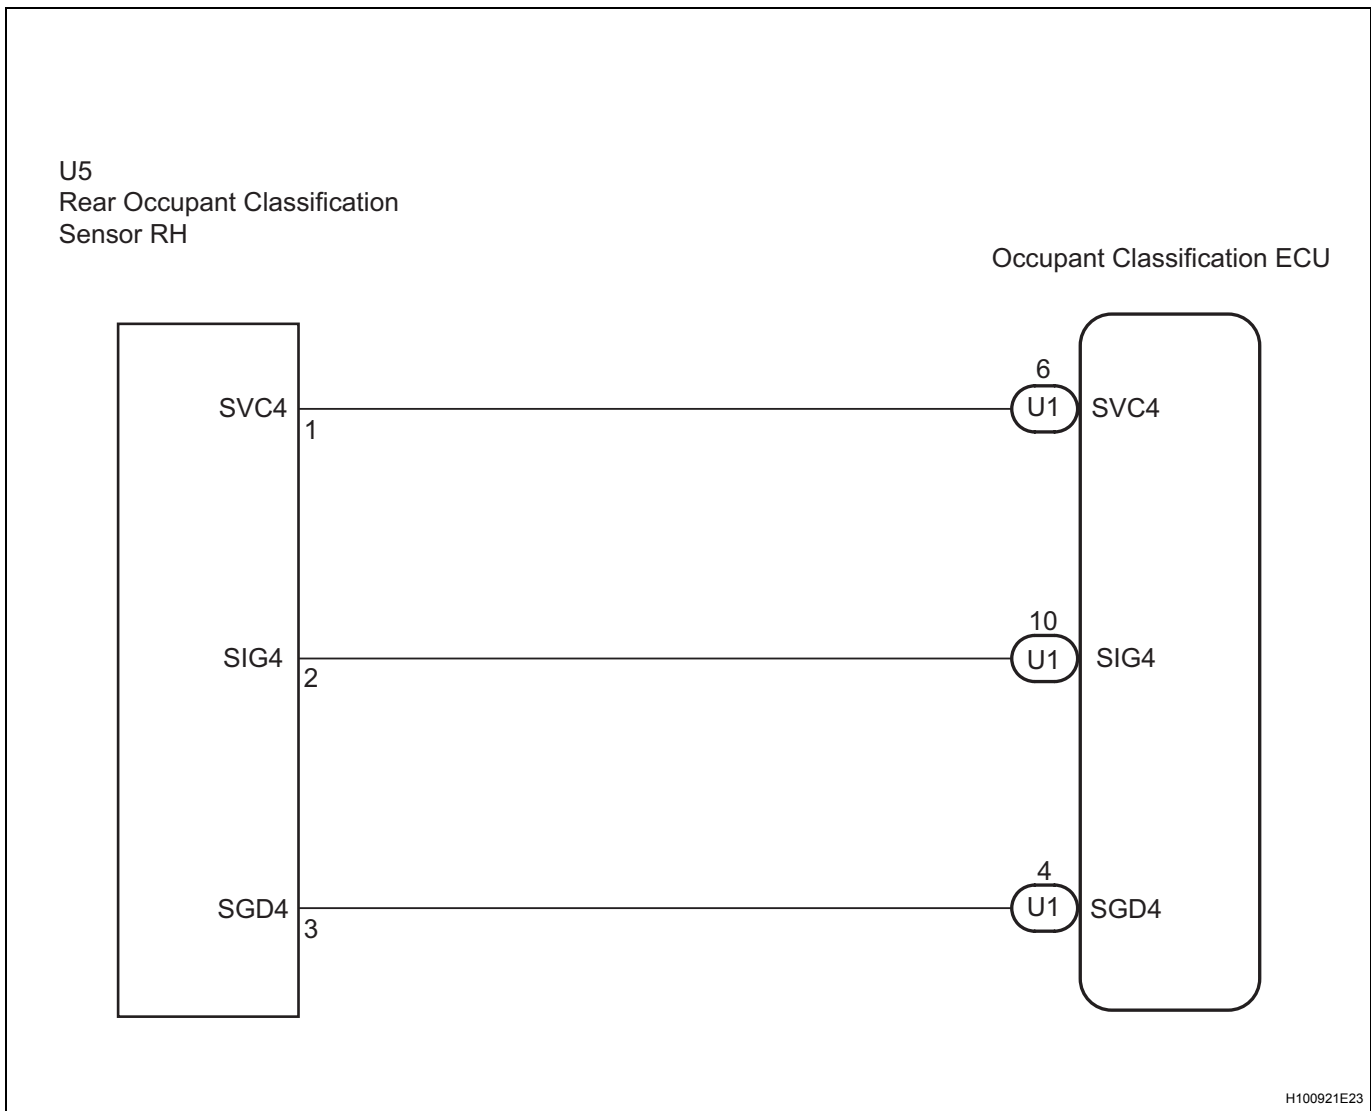 U5
Rear Occupant Classification
Sensor RH
Occupant Classification ECU
SVC4
1
6
U1
SVC4
SIG4
2
10
U1
SIG4
SGD4
3
4
U1
SGD4
H100921E23